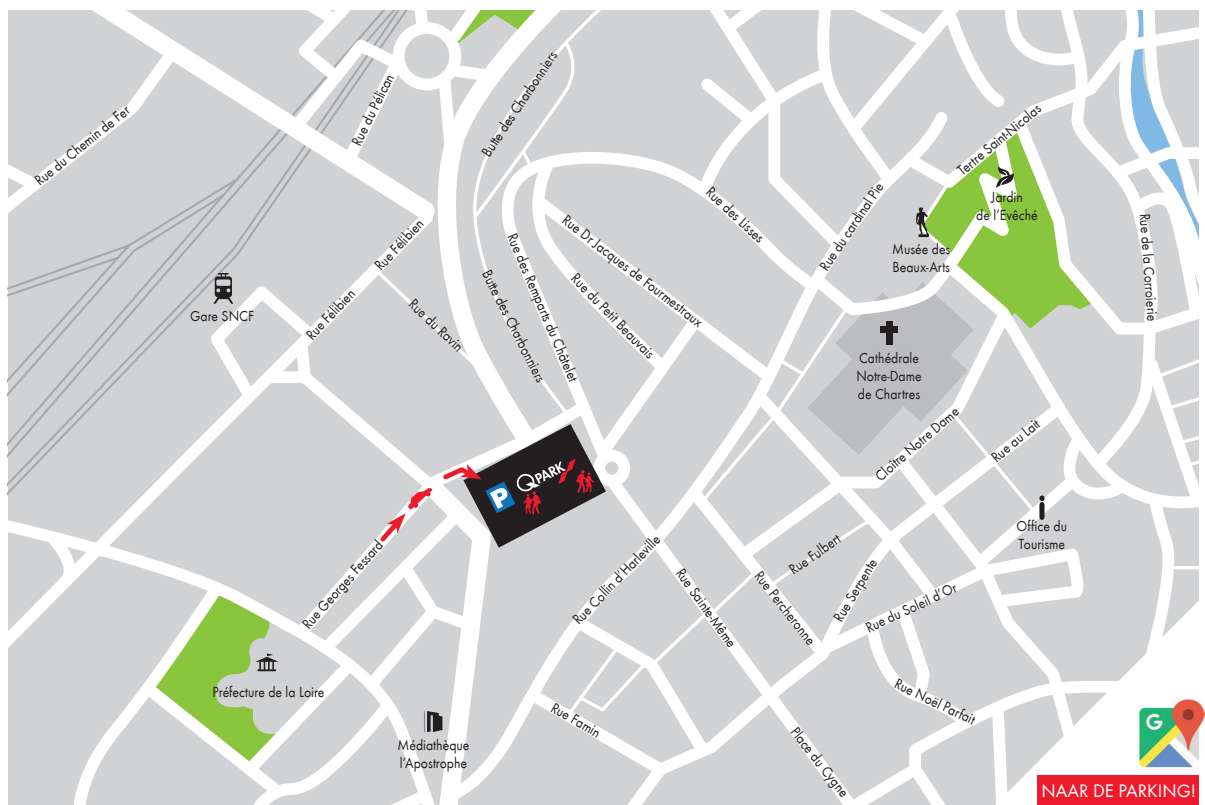 Rue du Chemin de Fer
Rue du Pélican
Butte des Charbonniers
Tertre Saint-Nicolas
Jardin
de l'Evêché
Rue du cardinal Pie
Rue des Lisses
Musée des
Beaux-Arts
Rue de la Corroierie
Rue Félibien
Rue Félibien
Rue du Ravin
Gare SNCF
Rue des Remparts du Châtelet
Butte des Charbonniers
Rue Dr Jacques de Fourmestraux
Rue du Petit Beauvais
Cathédrale
Notre-Dame
de Chartres
Cloitre Notre Dame
Rue au Lait
P
QPARK
Office du
Tourisme
Rue Georges Fessard
Rue Collin d'Harleville
Rue Sainte-Même
Rue Percheronne
Rue Fulbert
Rue Serpente
Rue du Soleil d'Or
Préfecture de la Loire
Médiathèque
l'Apostrophe
Rue Famin
Place du Cygne
Rue Noël Parfait
G
NAAR DE PARKING!